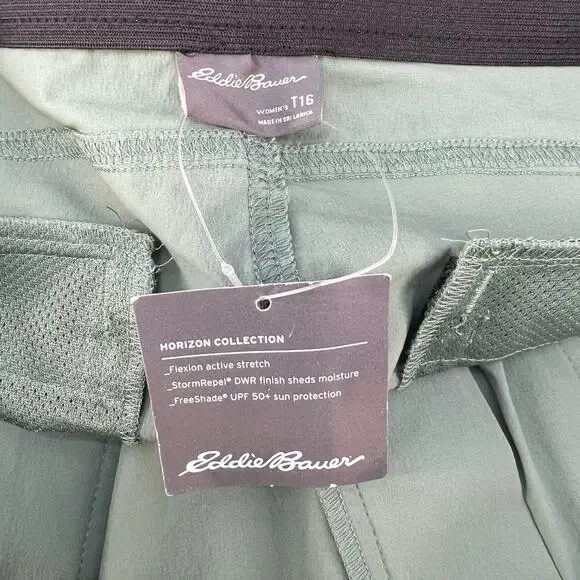 Eddie Bauer
WOMEN'S T16
MADE IN SRI LANKA
HORIZON COLLECTION
_Flexion active stretch
_StormRepel® DWR finish sheds moisture
_FreeShade® UPF 50+ sun protection
Eddie Bauer